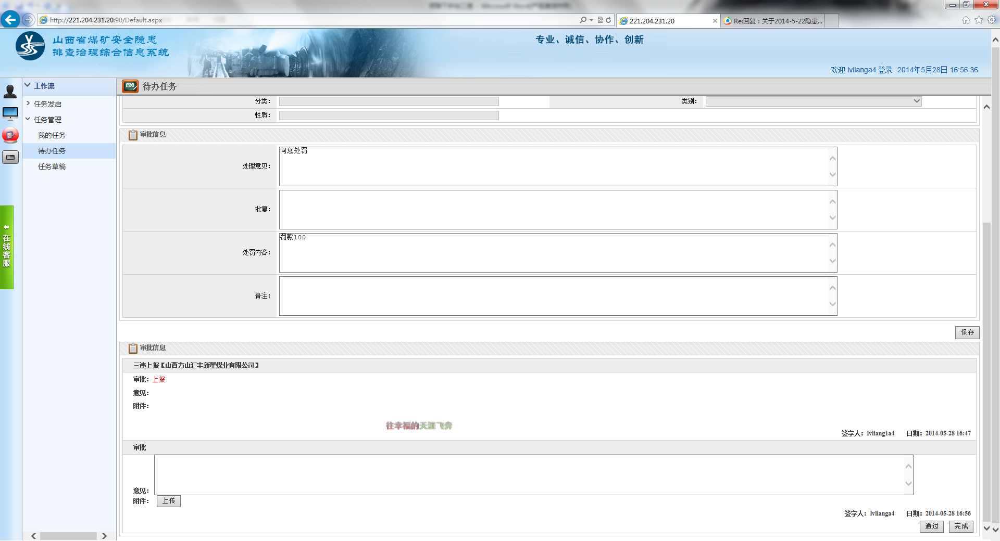 http://221.204.231.20:90/Default.aspx
221.204.231.20
Re:回复：关于2014-5-22隐患...
山西省煤矿安全隐患
排查治理综合信息系统
专业、诚信、协作、创新
欢迎 lvlianga4 登录 2014年5月28日 16:56:36
工作流
任务发启
任务管理
我的任务
待办任务
任务草稿
在线客服
待办任务
分类：
类别：
性质：
审批信息
处理意见：
同意处罚
批复：
处罚内容：
罚款100
备注：
保存
审批信息
三违上报【山西方山汇丰新星煤业有限公司】
审批：上报
意见：
附件：
往幸福的天涯飞奔
签字人：lvliang1a4 日期：2014-05-28 16:47
审批
意见：
附件：
上传
签字人：lvlianga4 日期：2014-05-28 16:56
通过 完成